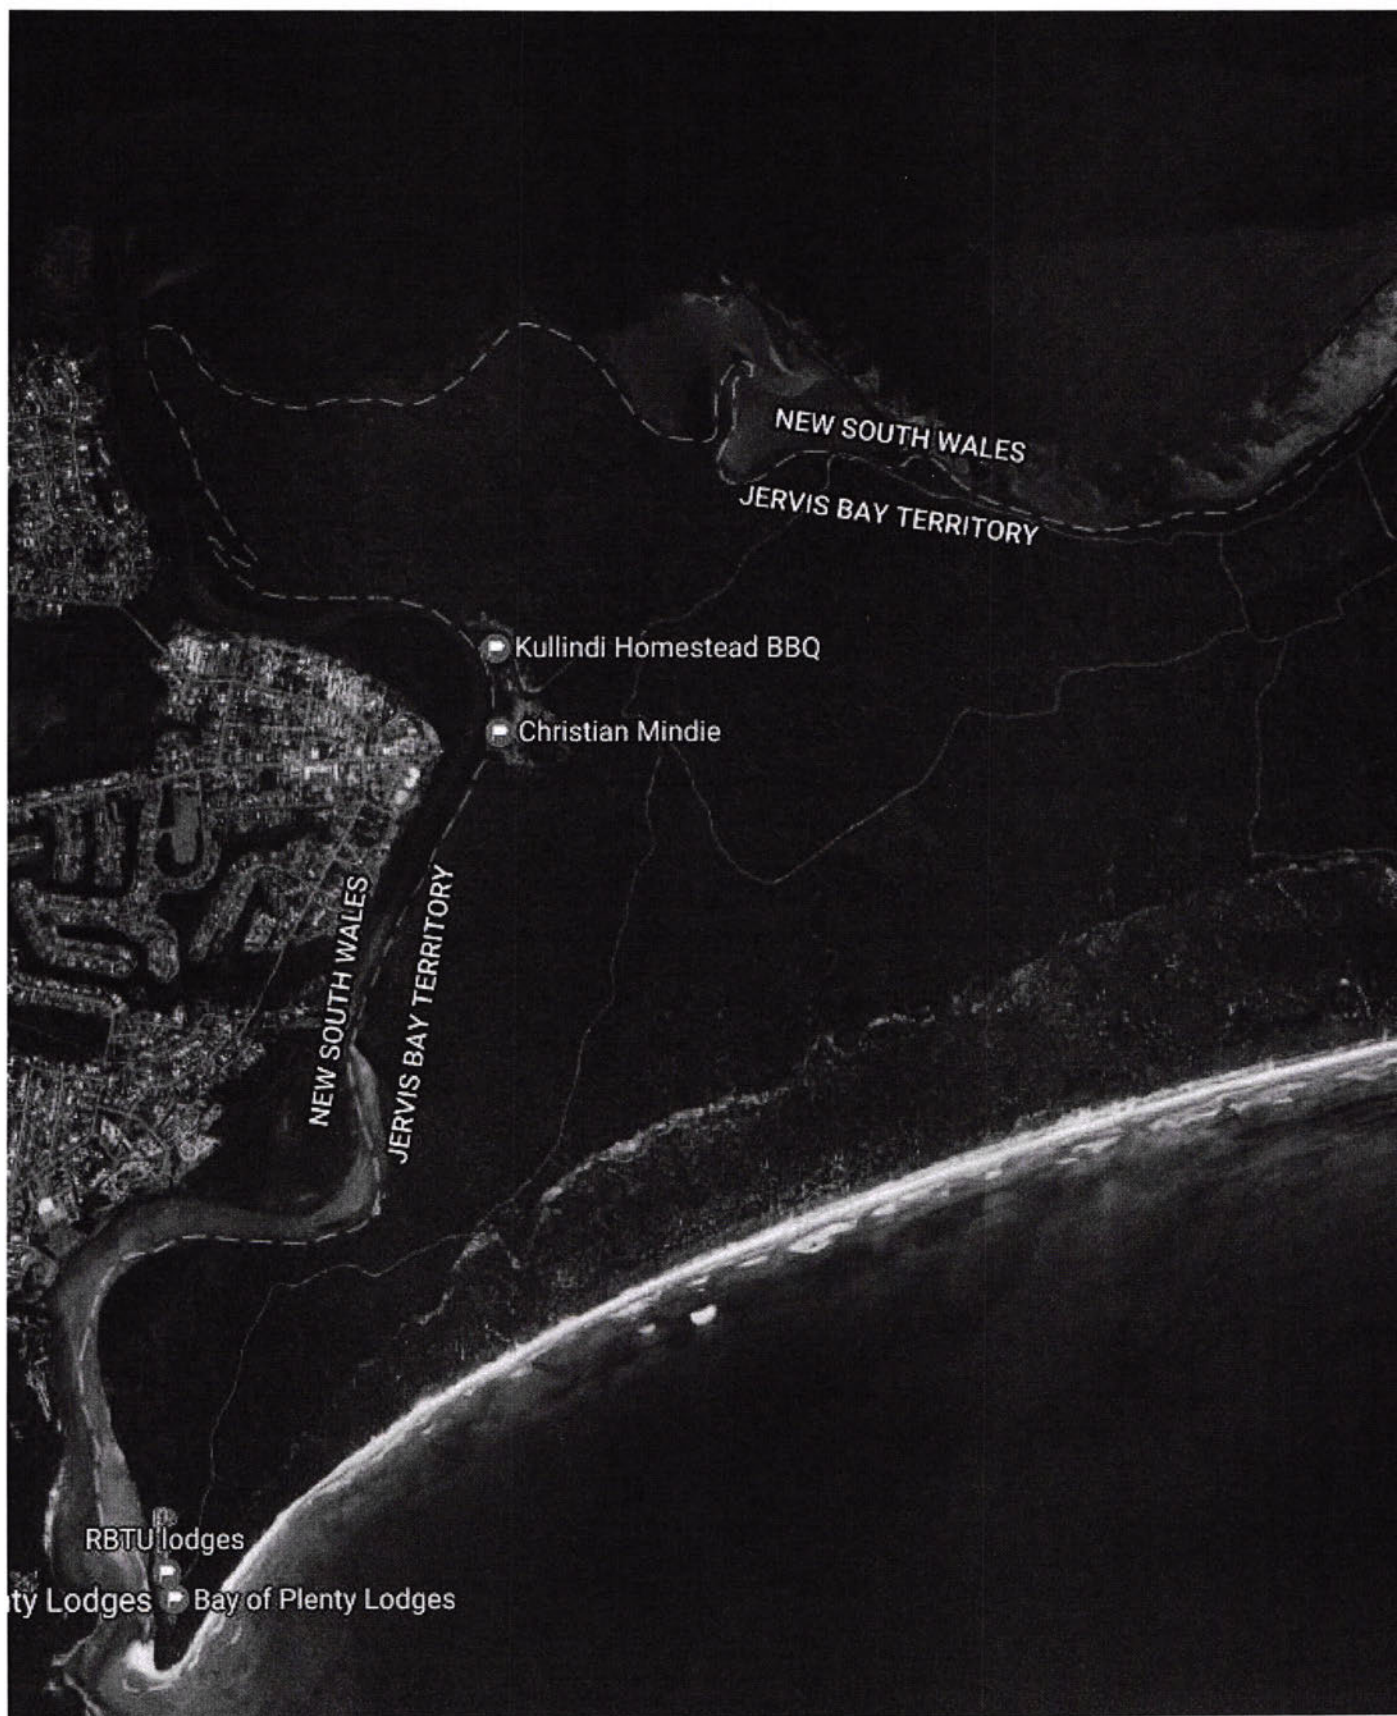 NEW SOUTH WALES
JERVIS BAY TERRITORY
Kullindi Homestead BBQ
Christian Mindie
NEW SOUTH WALES
JERVIS BAY TERRITORY
RBTU lodges
ty Lodges
Bay of Plenty Lodges